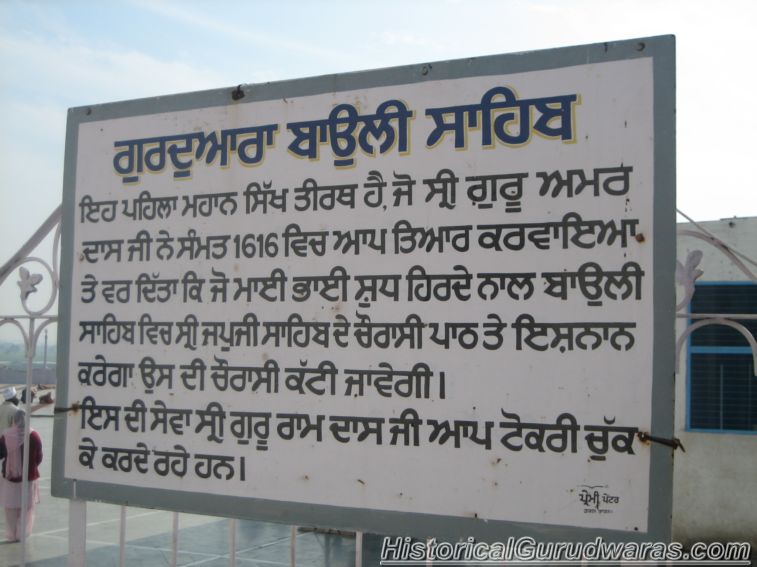 ਗੁਰਦੁਆਰਾ ਬਾਉਲੀ ਸਾਹਿਬ
ਇਹ ਪਹਿਲਾ ਮਹਾਨ ਸਿੱਖ ਤੀਰਥ ਹੈ, ਜੋ ਸ੍ਰੀ ਗੁਰੂ ਅਮਰ
ਦਾਸ ਜੀ ਨੇ ਸੰਮਤ 1616 ਵਿਚ ਆਪ ਤਿਆਰ ਕਰਵਾਇਆ
ਤੇ ਵਰ ਦਿੱਤਾ ਕਿ ਜੋ ਮਾਈ ਭਾਈ ਸ਼ੁਧ ਹਿਰਦੇ ਨਾਲ ਬਾਉਲੀ
ਸਾਹਿਬ ਵਿਚ ਸ੍ਰੀ ਜਪੁਜੀ ਸਾਹਿਬ ਦੇ ਚੋਰਾਸੀ ਪਾਠ ਤੇ ਇਸ਼ਨਾਨ
ਕਰੇਗਾ ਉਸ ਦੀ ਚੋਰਾਸੀ ਕੱਟੀ ਜਾਵੇਗੀ।
ਇਸ ਦੀ ਸੇਵਾ ਸ੍ਰੀ ਗੁਰੂ ਰਾਮ ਦਾਸ ਜੀ ਆਪ ਟੋਕਰੀ ਚੁੱਕ
ਕੇ ਕਰਦੇ ਰਹੇ ਹਨ।
ਪ੍ਰੇਮੀ ਪੇਂਟਰ
HistoricalGurudwaras.com